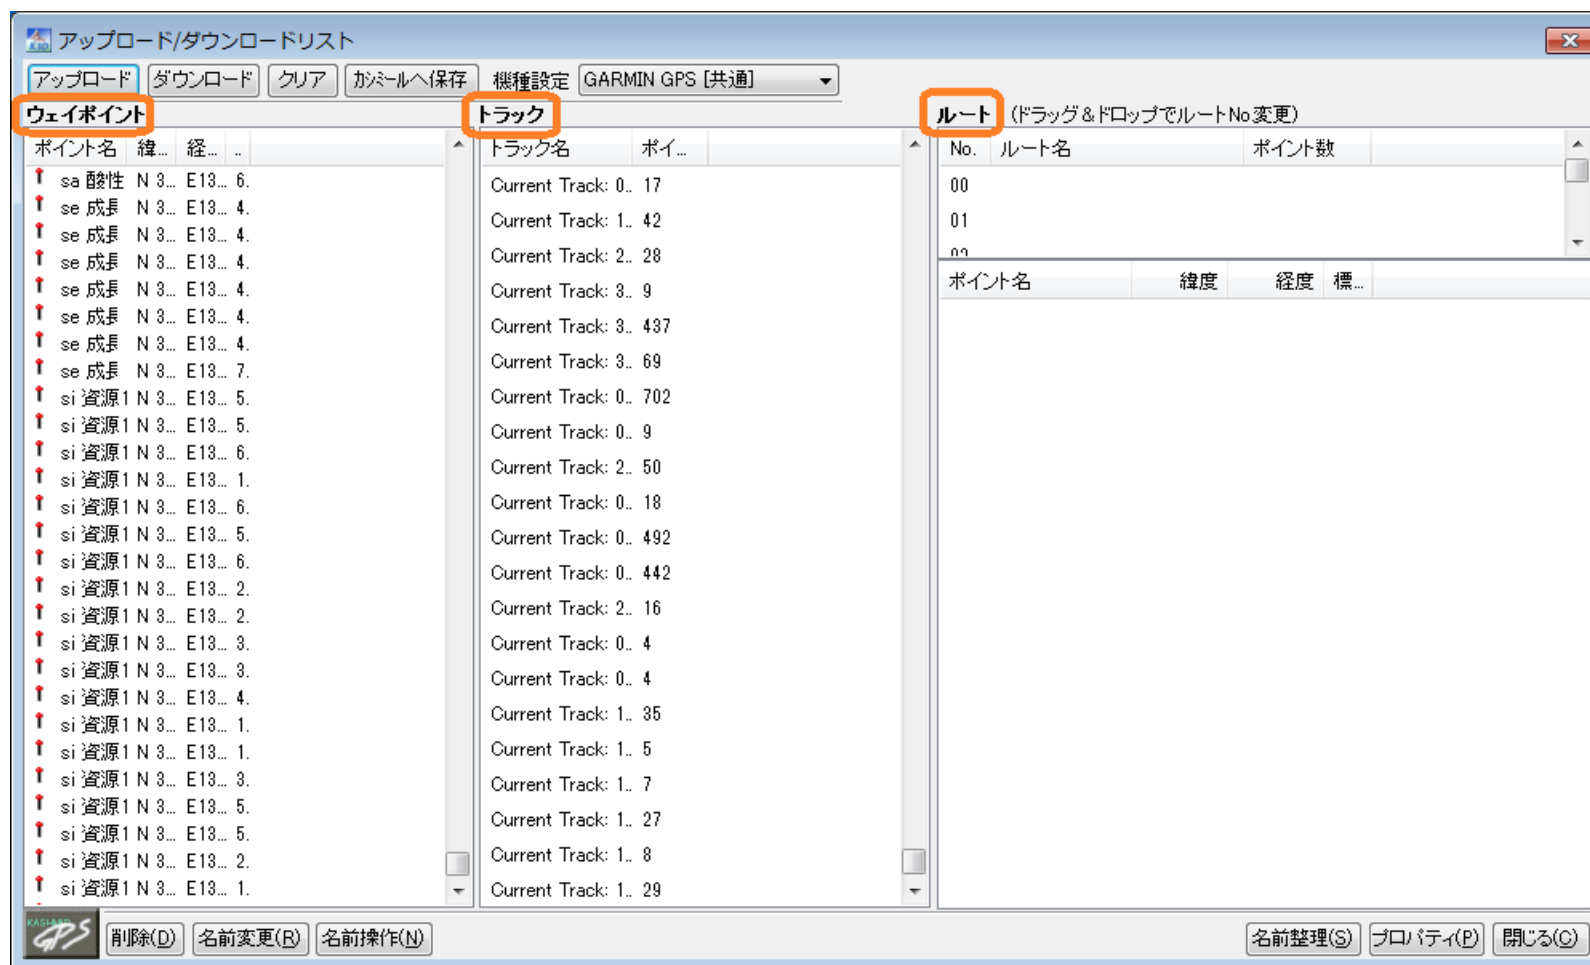 アップロード/ダウンロードリスト
アップロード ダウンロード クリア ｶｼﾐｰﾙへ保存 機種設定 GARMIN GPS [共通]
ウェイポイント
ポイント名 緯... 経... ..
sa 酸性 N 3... E13... 6.
se 成長 N 3... E13... 4.
se 成長 N 3... E13... 4.
se 成長 N 3... E13... 4.
se 成長 N 3... E13... 4.
se 成長 N 3... E13... 4.
se 成長 N 3... E13... 4.
se 成長 N 3... E13... 7.
si 資源1 N 3... E13... 5.
si 資源1 N 3... E13... 5.
si 資源1 N 3... E13... 6.
si 資源1 N 3... E13... 1.
si 資源1 N 3... E13... 6.
si 資源1 N 3... E13... 5.
si 資源1 N 3... E13... 6.
si 資源1 N 3... E13... 2.
si 資源1 N 3... E13... 2.
si 資源1 N 3... E13... 3.
si 資源1 N 3... E13... 3.
si 資源1 N 3... E13... 4.
si 資源1 N 3... E13... 1.
si 資源1 N 3... E13... 1.
si 資源1 N 3... E13... 3.
si 資源1 N 3... E13... 5.
si 資源1 N 3... E13... 5.
si 資源1 N 3... E13... 2.
si 資源1 N 3... E13... 1.
トラック
トラック名 ポイ...
Current Track: 0.. 17
Current Track: 1.. 42
Current Track: 2.. 28
Current Track: 3.. 9
Current Track: 3.. 437
Current Track: 3.. 69
Current Track: 0.. 702
Current Track: 0.. 9
Current Track: 2.. 50
Current Track: 0.. 18
Current Track: 0.. 492
Current Track: 0.. 442
Current Track: 2.. 16
Current Track: 0.. 4
Current Track: 0.. 4
Current Track: 1.. 35
Current Track: 1.. 5
Current Track: 1.. 7
Current Track: 1.. 27
Current Track: 1.. 8
Current Track: 1.. 29
ルート (ドラッグ＆ドロップでルートNo変更)
No. ルート名 ポイント数
00
01
ポイント名 緯度 経度 標...
GPS 削除(D) 名前変更(R) 名前操作(N) 名前整理(S) プロパティ(P) 閉じる(C)